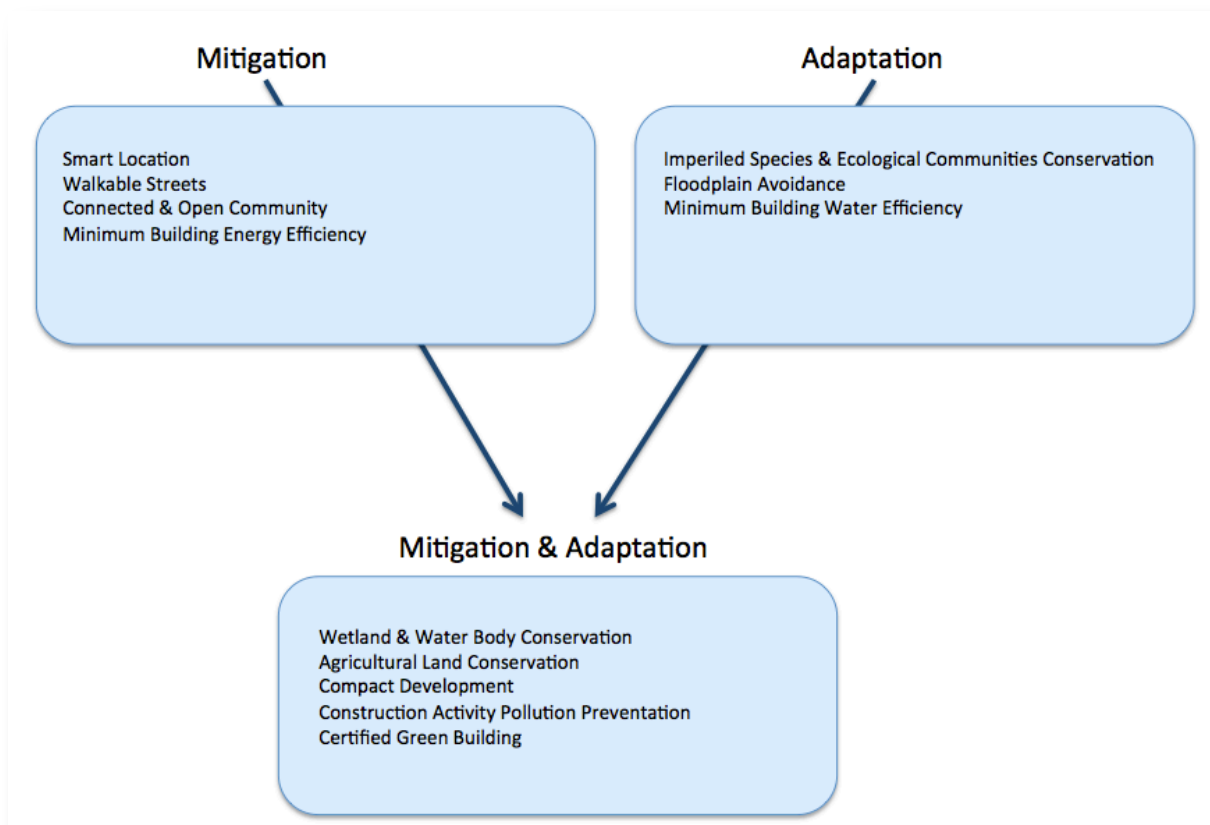 Mitigation
Smart Location
Walkable Streets
Connected & Open Community
Minimum Building Energy Efficiency
Adaptation
Imperiled Species & Ecological Communities Conservation
Floodplain Avoidance
Minimum Building Water Efficiency
Mitigation & Adaptation
Wetland & Water Body Conservation
Agricultural Land Conservation
Compact Development
Construction Activity Pollution Preventation
Certified Green Building